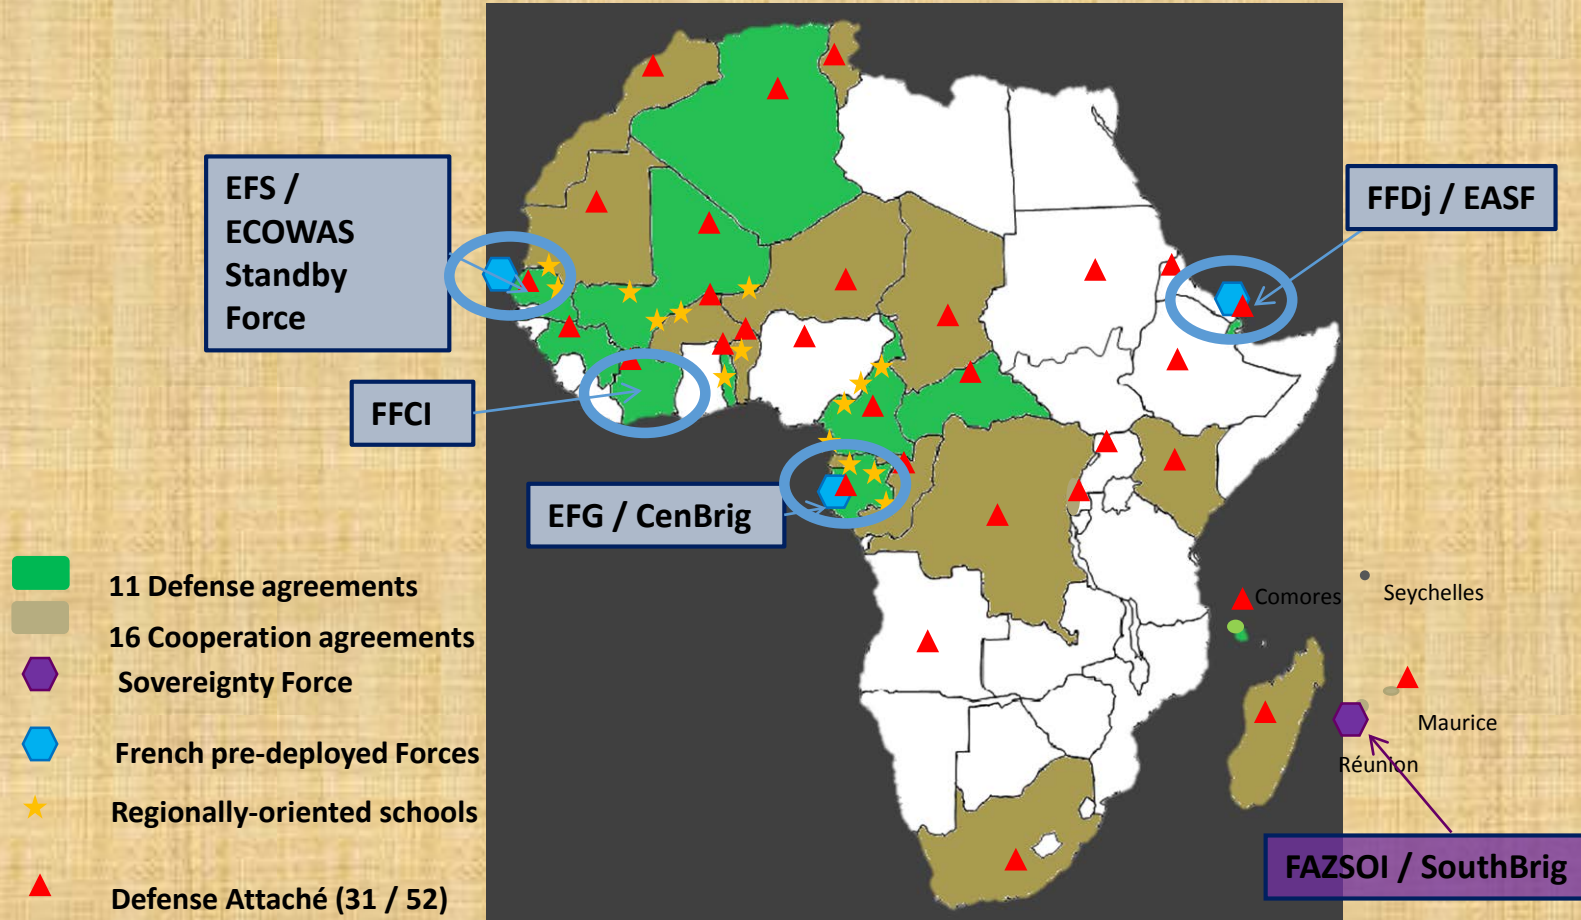 EFS /
ECOWAS
Standby
Force
FFDj / EASF
FFCI
EFG / CenBrig
11 Defense agreements
16 Cooperation agreements
Sovereignty Force
French pre-deployed Forces
Regionally-oriented schools
Defense Attaché (31 / 52)
Comores
Seychelles
Maurice
Réunion
FAZSOI / SouthBrig